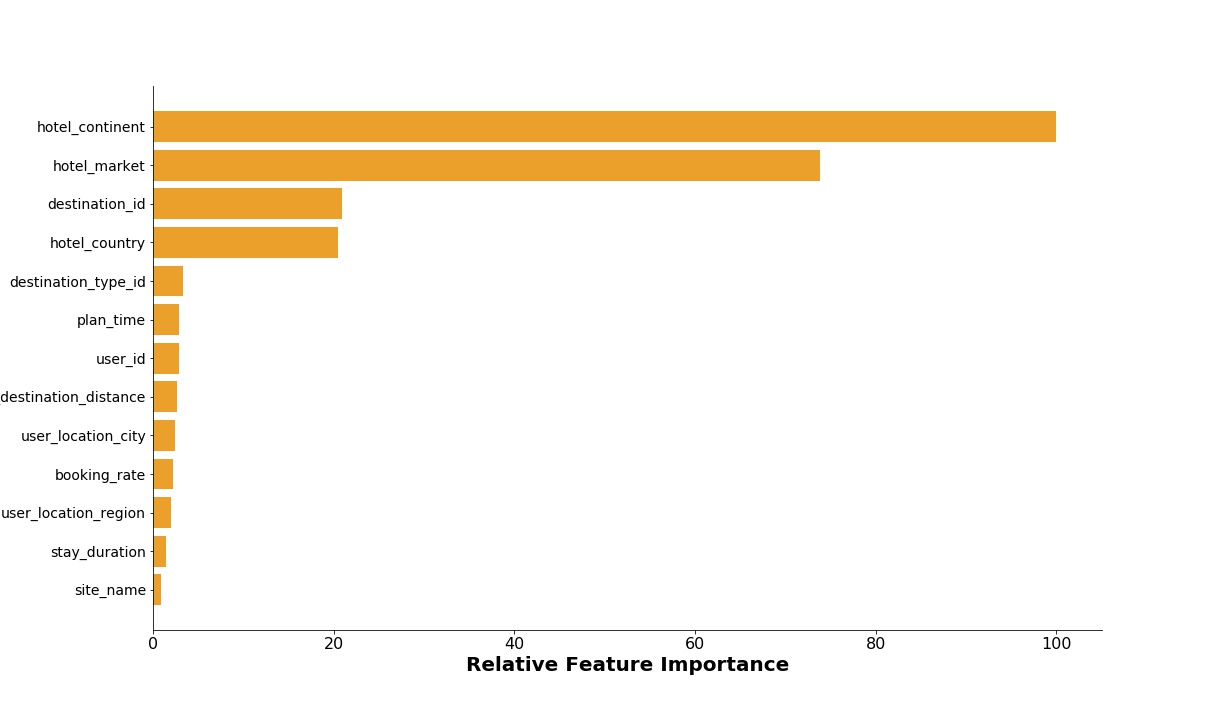 hotel_continent
hotel_market
destination_id
hotel_country
destination_type_id
plan_time
user_id
_destination_distance
user_location_city
booking_rate
user_location_region
stay_duration
site_name
0 20 40 60 80 100
Relative Feature Importance